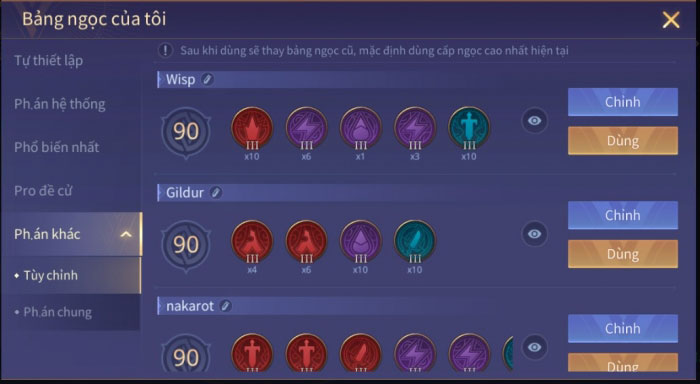 Bảng ngọc của tôi
Tự thiết lập
Ph.án hệ thống
Phổ biến nhất
Pro đề cử
Ph.án khác
• Tùy chỉnh
• Ph.án chung
Sau khi dùng sẽ thay bảng ngọc cũ, mặc định dùng cấp ngọc cao nhất hiện tại
Wisp
90
III III III III III
x10 x6 x1 x3 x10
Chỉnh
Dùng
Gildur
90
III III III III
x4 x6 x10 x10
Chỉnh
Dùng
nakarot
90
III III III III III
Chỉnh
Dùng